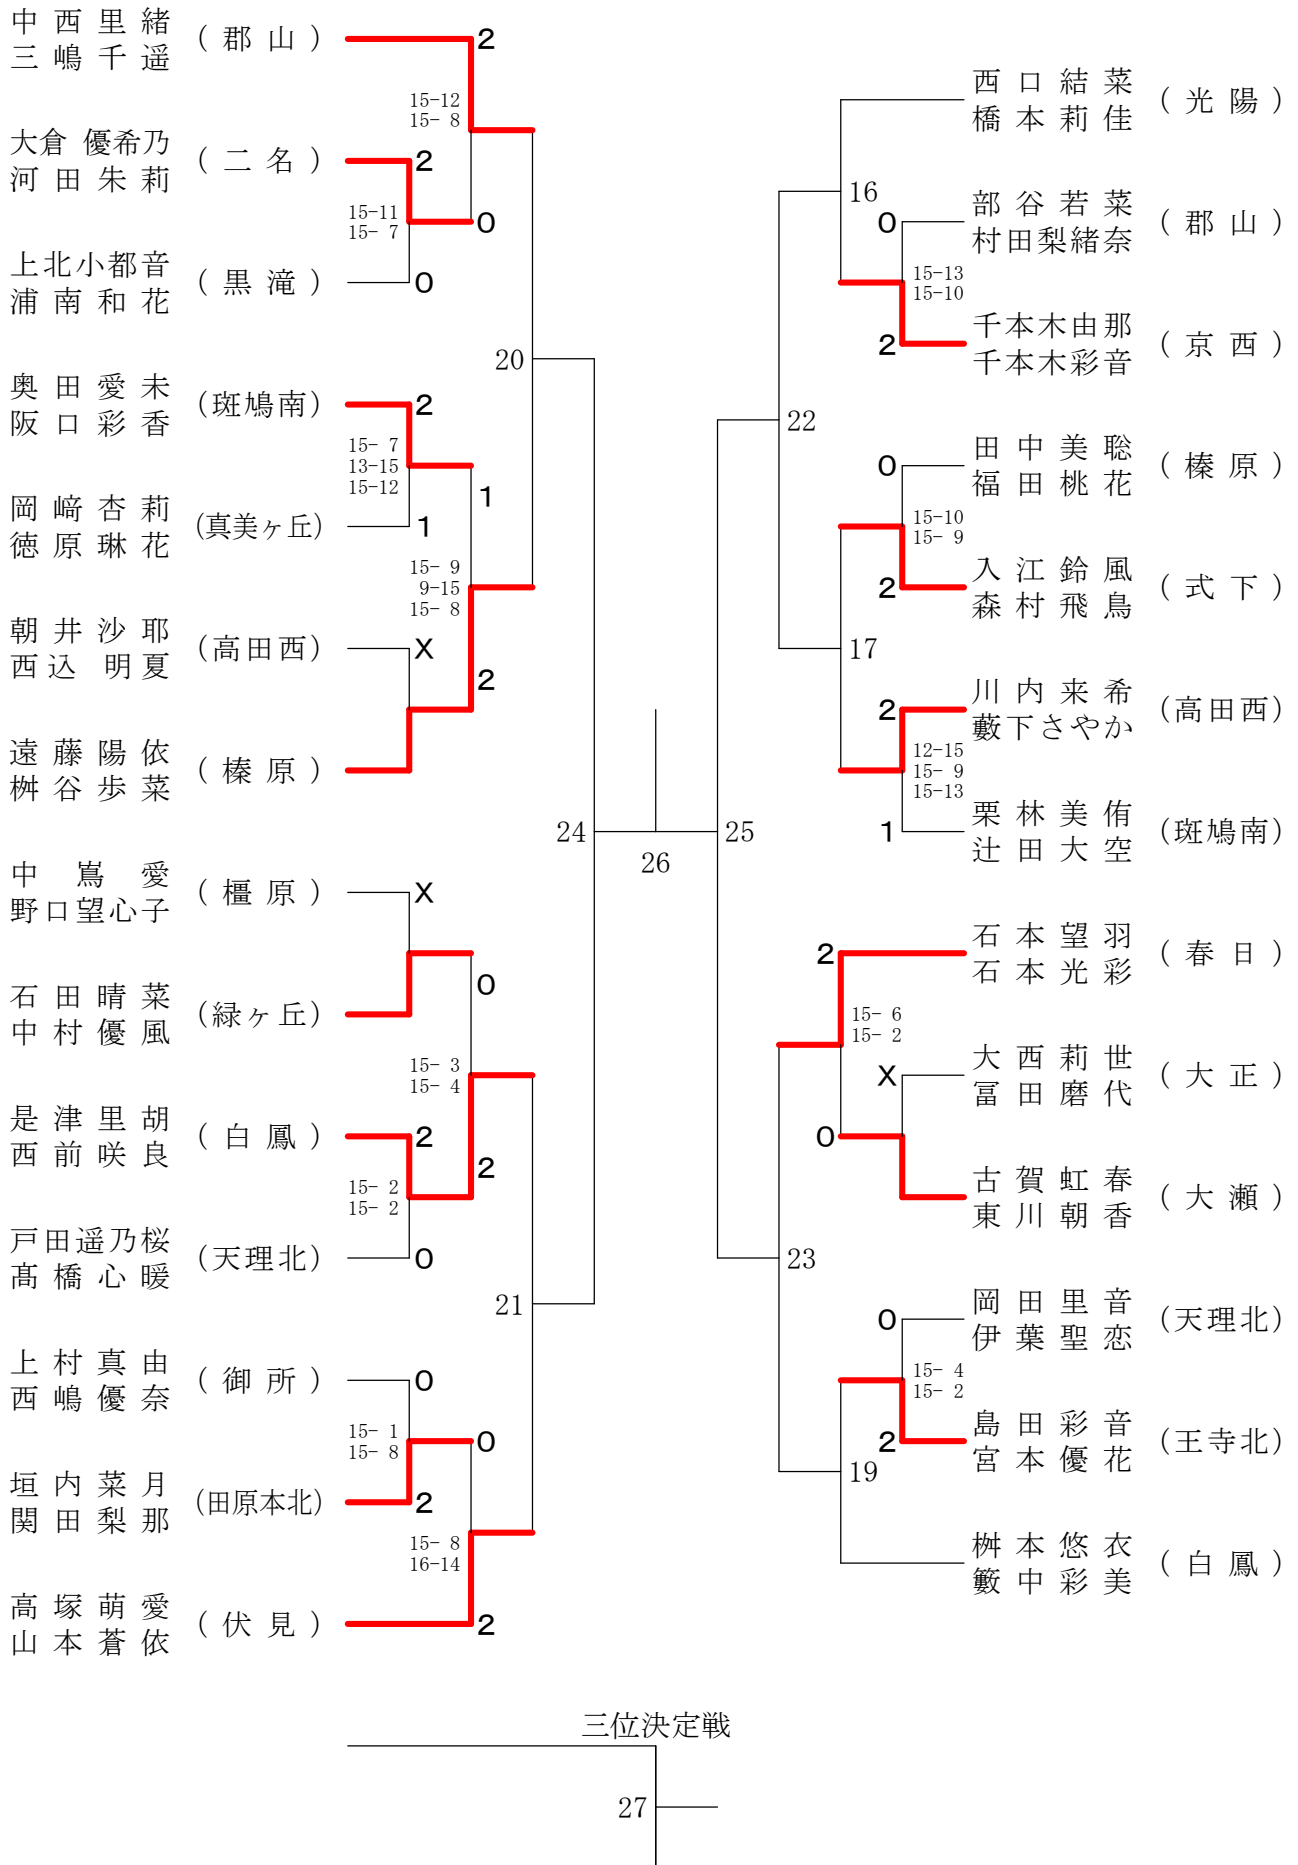 中西里緒
三嶋千遥
(郡山)
2
15-12
15- 8
大倉 優希乃
河田朱莉
(二名)
2
15-11
15- 7
0
上北小都音
浦南和花
(黒滝)
0
20
奥田愛未
阪口彩香
(斑鳩南)
2
15- 7
13-15
15-12
1
岡﨑杏莉
徳原琳花
(真美ヶ丘)
1
15- 9
9-15
15- 8
朝井沙耶
西込 明夏
(高田西)
X
2
遠藤陽依
桝谷歩菜
(榛原)
24
中嶌愛
野口望心子
(橿原)
X
0
石田晴菜
中村優風
(緑ヶ丘)
15- 3
15- 4
是津里胡
西前咲良
(白鳳)
2
2
15- 2
15- 2
戸田遥乃桜
髙橋心暖
(天理北)
0
21
上村真由
西嶋優奈
(御所)
0
15- 1
15- 8
0
垣内菜月
関田梨那
(田原本北)
2
15- 8
16-14
高塚萌愛
山本蒼依
(伏見)
2
26
西口結菜
橋本莉佳
(光陽)
16
部谷若菜
村田梨緒奈
(郡山)
0
15-13
15-10
千本木由那
千本木彩音
(京西)
2
22
田中美聡
福田桃花
(榛原)
0
15-10
15- 9
入江鈴風
森村飛鳥
(式下)
2
17
川内来希
藪下さやか
(高田西)
2
12-15
15- 9
15-13
栗林美侑
辻田大空
(斑鳩南)
1
25
石本望羽
石本光彩
(春日)
2
15- 6
15- 2
大西莉世
冨田磨代
(大正)
X
0
古賀虹春
東川朝香
(大瀬)
23
岡田里音
伊葉聖恋
(天理北)
0
15- 4
15- 2
島田彩音
宮本優花
(王寺北)
2
19
桝本悠衣
籔中彩美
(白鳳)
三位決定戦
27